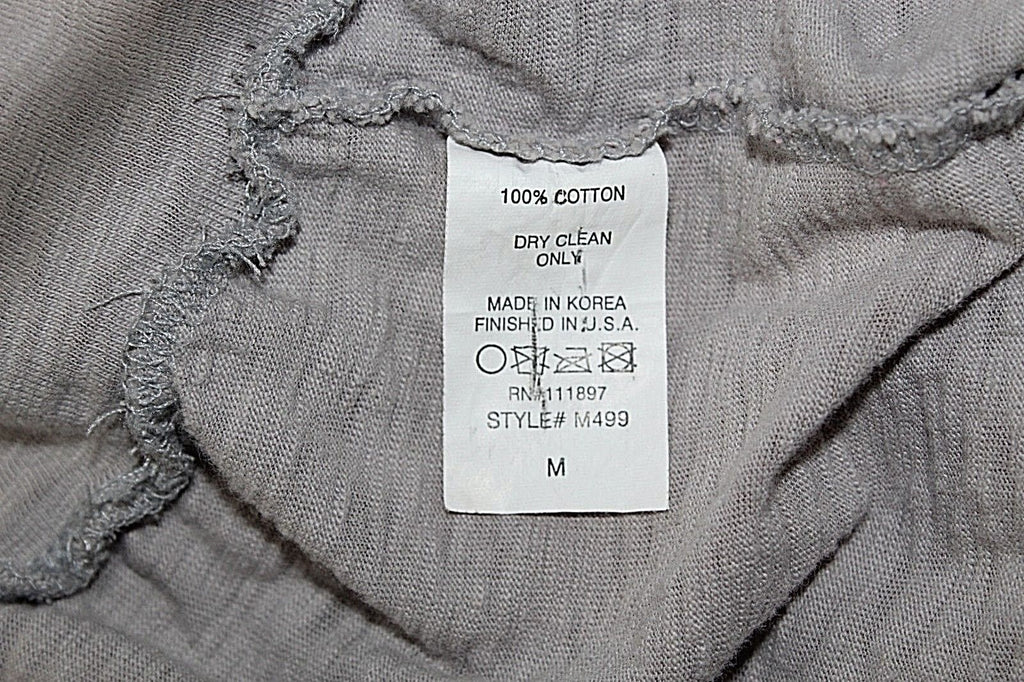 100% COTTON
DRY CLEAN
ONLY
MADE IN KOREA
FINISHED IN U.S.A.
RN#111897
STYLE# M499
M